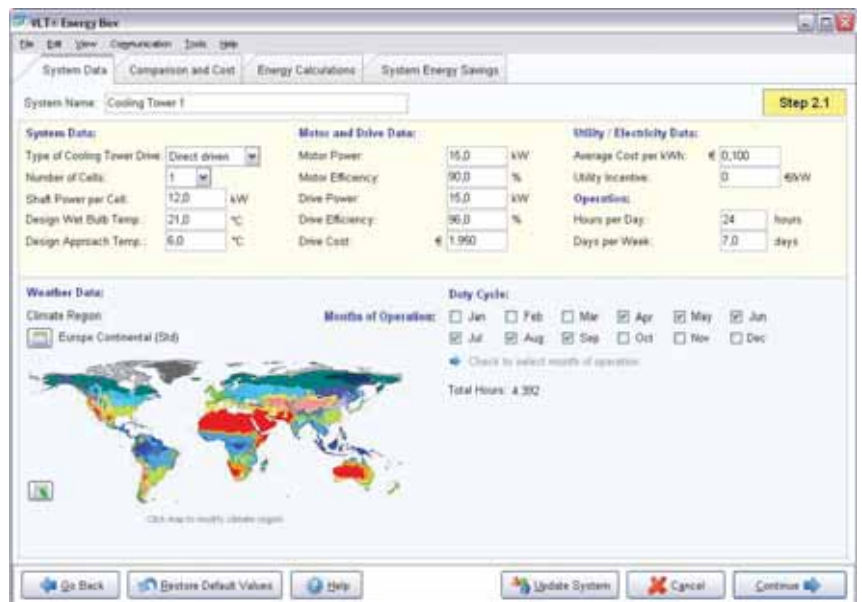 VLT® Energy Box
File Edit View Communication Tools Help
System Data Comparison and Cost Energy Calculations System Energy Savings
System Name: Cooling Tower 1 Step 2.1
System Data: Motor and Drive Data: Utility / Electricity Data:
Type of Cooling Tower Drive: Direct driven Motor Power: 15,0 kW Average Cost per kWh: € 0,100
Number of Cells: 1 Motor Efficiency: 90,0 % Utility Incentive: 0 €/kW
Shaft Power per Cell: 12,0 kW Drive Power: 15,0 kW Operation:
Design Wet Bulb Temp.: 21,0 °C Drive Efficiency: 96,0 % Hours per Day: 24 hours
Design Approach Temp.: 6,0 °C Drive Cost: € 1.950 Days per Week: 7,0 days
Weather Data: Duty Cycle:
Climate Region Months of Operation: Jan Feb Mar Apr May Jun
Europe Continental (Std) Jul Aug Sep Oct Nov Dec
Check to select month of operation
Total Hours: 4.392
Click map to modify climate region
Go Back Restore Default Values Help Update System Cancel Continue